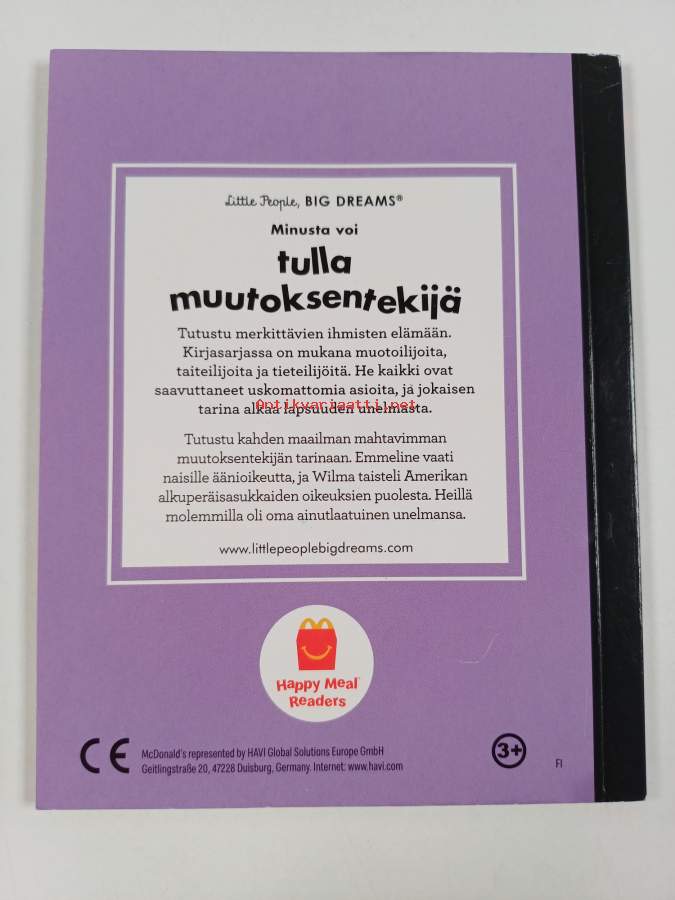 Little People, BIG DREAMS®
Minusta voi
tulla
muutoksentekijä
Tutustu merkittävien ihmisten elämään.
Kirjasarjassa on mukana muotoilijoita,
taiteilijoita ja tieteilijöitä. He kaikki ovat
saavuttaneet uskomattomia asioita, ja jokaisen
tarina alkaa lapsuuden unelmasta.
Antikvariaatti.net
Tutustu kahden maailman mahtavimman
muutoksentekijän tarinaan. Emmeline vaati
naisille äänioikeutta, ja Wilma taisteli Amerikan
alkuperäisasukkaiden oikeuksien puolesta. Heillä
molemmilla oli oma ainutlaatuinen unelmansa.
www.littlepeoplebigdreams.com
Happy Meal
Readers
CE
McDonald's represented by HAVI Global Solutions Europe GmbH
Geitlingstraße 20, 47228 Duisburg, Germany. Internet: www.havi.com
3+
FI